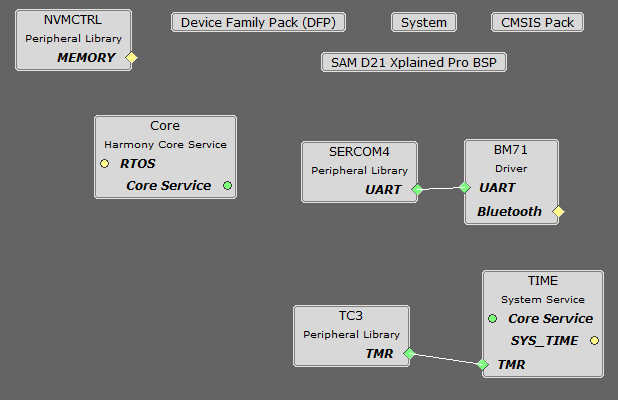 NVMCTRL
Peripheral Library
MEMORY
Device Family Pack (DFP)
System
CMSIS Pack
SAM D21 Xplained Pro BSP
Core
Harmony Core Service
RTOS
Core Service
SERCOM4
Peripheral Library
UART
BM71
Driver
UART
Bluetooth
TC3
Peripheral Library
TMR
TIME
System Service
Core Service
SYS_TIME
TMR